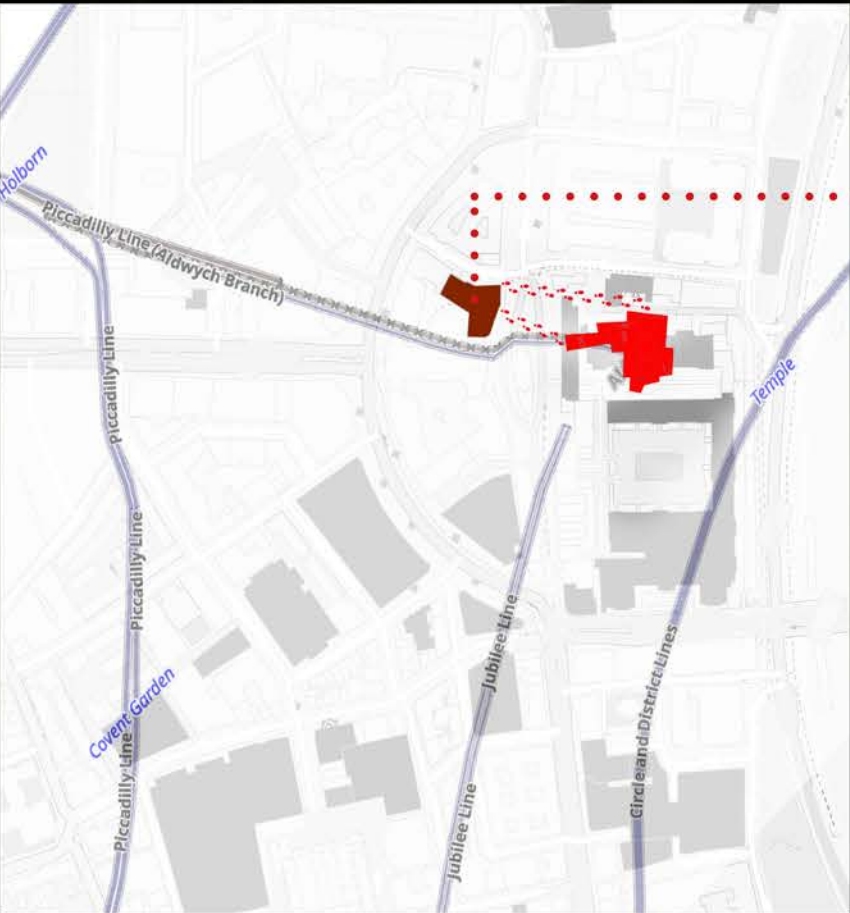 Holborn
Piccadilly Line (Aldwych Branch)
Piccadilly Line
Temple
Piccadilly Line
Jubilee Line
Circle and District Lines
Covent Garden
Piccadilly Line
Jubilee Line